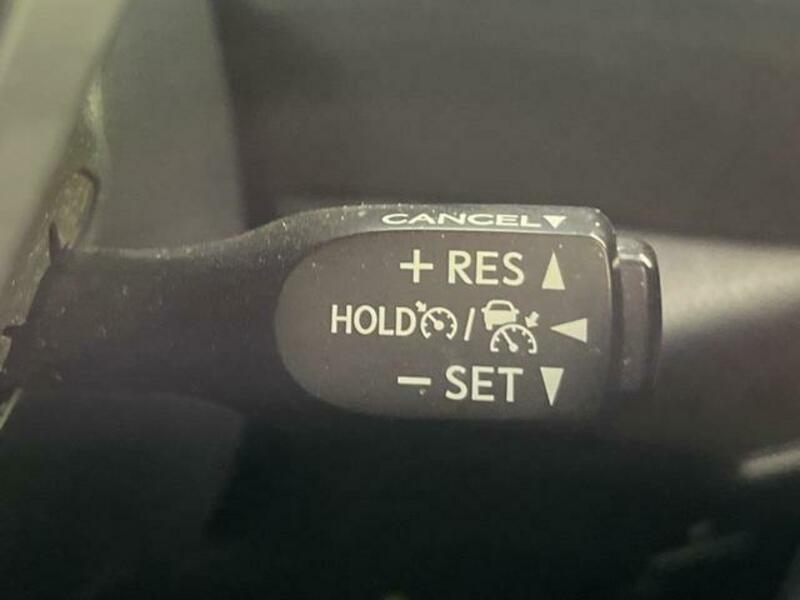 CANCEL▼
+ RES ▲
HOLD / ◀
− SET ▼